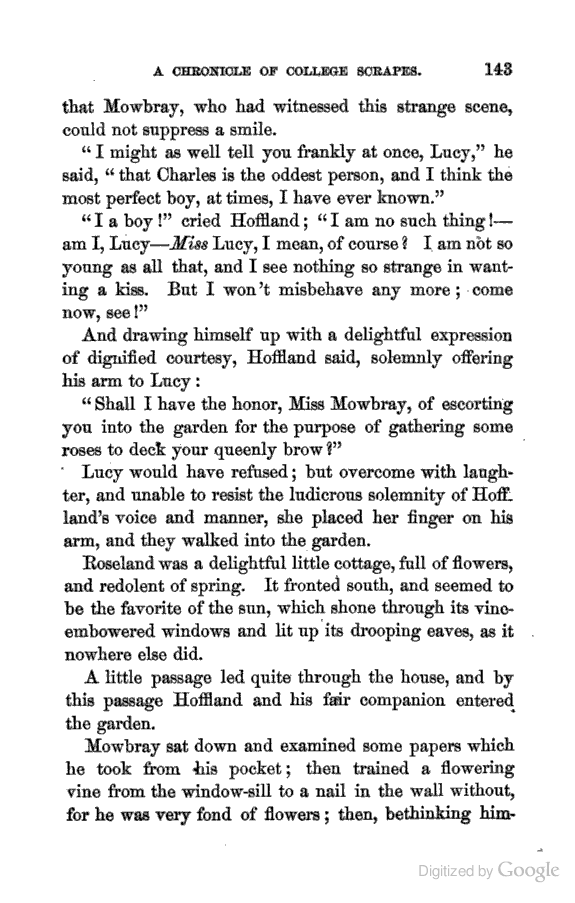 A CHRONICLE OF COLLEGE SCRAPES. 143
that Mowbray, who had witnessed this strange scene,
could not suppress a smile.
“I might as well tell you frankly at once, Lucy,” he
said, “that Charles is the oddest person, and I think the
most perfect boy, at times, I have ever known.”
“I a boy!” cried Hoffland; “I am no such thing!—
am I, Lucy—Miss Lucy, I mean, of course? I am not so
young as all that, and I see nothing so strange in want-
ing a kiss. But I won't misbehave any more; come
now, see!”
And drawing himself up with a delightful expression
of dignified courtesy, Hoffland said, solemnly offering
his arm to Lucy:
“Shall I have the honor, Miss Mowbray, of escorting
you into the garden for the purpose of gathering some
roses to deck your queenly brow?”
Lucy would have refused; but overcome with laugh-
ter, and unable to resist the ludicrous solemnity of Hoff-
land's voice and manner, she placed her finger on his
arm, and they walked into the garden.
Roseland was a delightful little cottage, full of flowers,
and redolent of spring. It fronted south, and seemed to
be the favorite of the sun, which shone through its vine-
embowered windows and lit up its drooping eaves, as it
nowhere else did.
A little passage led quite through the house, and by
this passage Hoffland and his fair companion entered
the garden.
Mowbray sat down and examined some papers which
he took from his pocket; then trained a flowering
vine from the window-sill to a nail in the wall without,
for he was very fond of flowers; then, bethinking him-
Digitized by Google